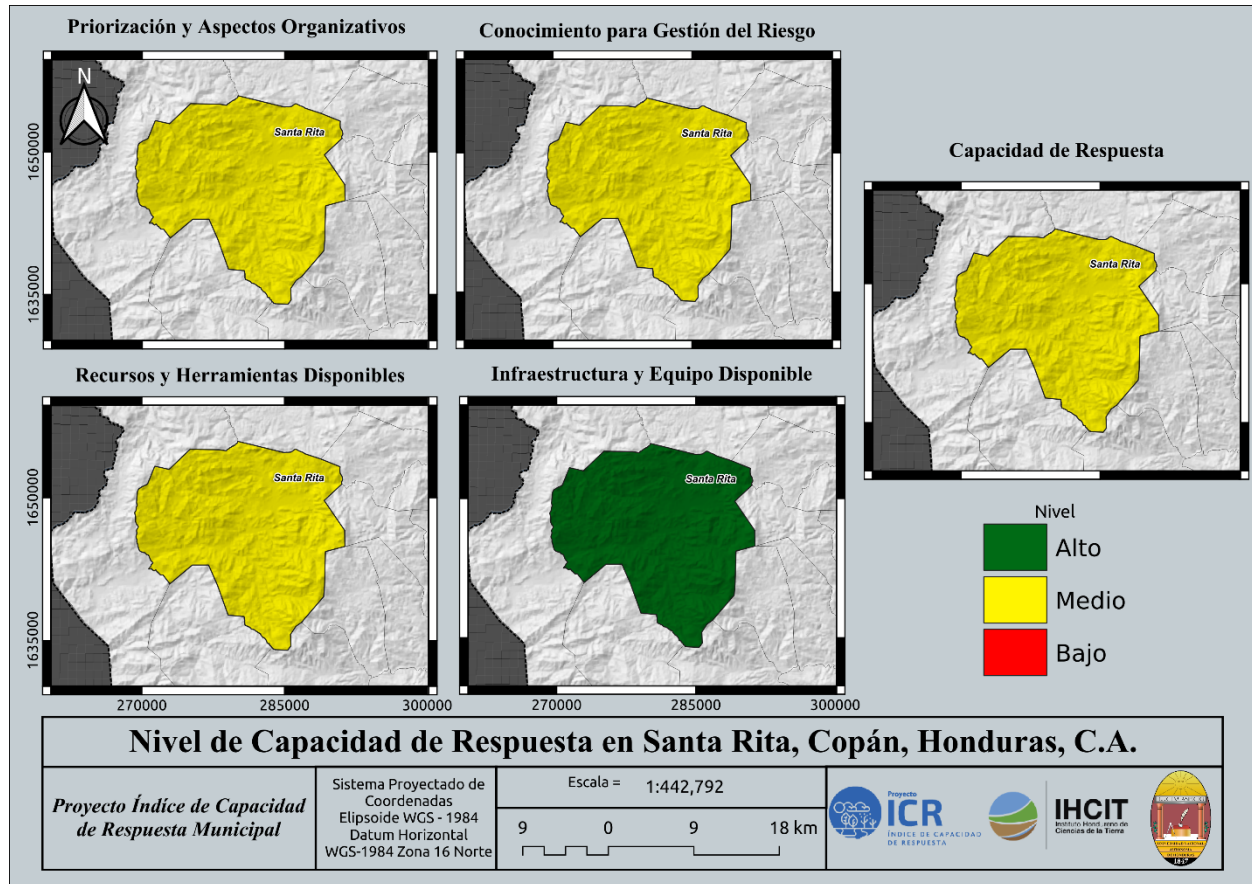 Priorización y Aspectos Organizativos
Conocimiento para Gestión del Riesgo
N
Santa Rita
1650000
1635000
Santa Rita
Capacidad de Respuesta
Santa Rita
Recursos y Herramientas Disponibles
Infraestructura y Equipo Disponible
Santa Rita
1650000
1635000
270000 285000 300000
Santa Rita
270000 285000 300000
Nivel
Alto
Medio
Bajo
Nivel de Capacidad de Respuesta en Santa Rita, Copán, Honduras, C.A.
Proyecto Índíce de Capacidad
de Respuesta Municipal
Sistema Proyectado de
Coordenadas
Elipsoide WGS - 1984
Datum Horizontal
WGS-1984 Zona 16 Norte
Escala = 1:442,792
9 0 9 18 km
Proyecto
ICR
ÍNDICE DE CAPACIDAD
DE RESPUESTA
IHCIT
Instituto Hondureño de
Ciencias de la Tierra
1847